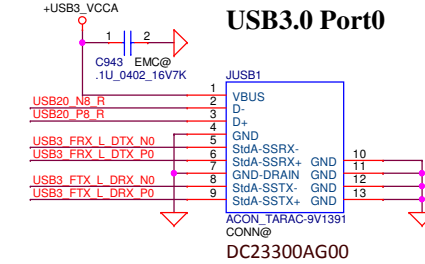 +USB3_VCCA
USB3.0 Port0
1 2
C943 EMC@
.1U_0402_16V7K
JUSB1
1 VBUS
USB20_N8_R 2 D-
USB20_P8_R 3 D+
4 GND
USB3_FRX_L_DTX_N0 5 StdA-SSRX-
USB3_FRX_L_DTX_P0 6 StdA-SSRX+ GND 10
7 GND-DRAIN GND 11
USB3_FTX_L_DRX_N0 8 StdA-SSTX- GND 12
USB3_FTX_L_DRX_P0 9 StdA-SSTX+ GND 13
ACON_TARAC-9V1391
CONN@
DC23300AG00